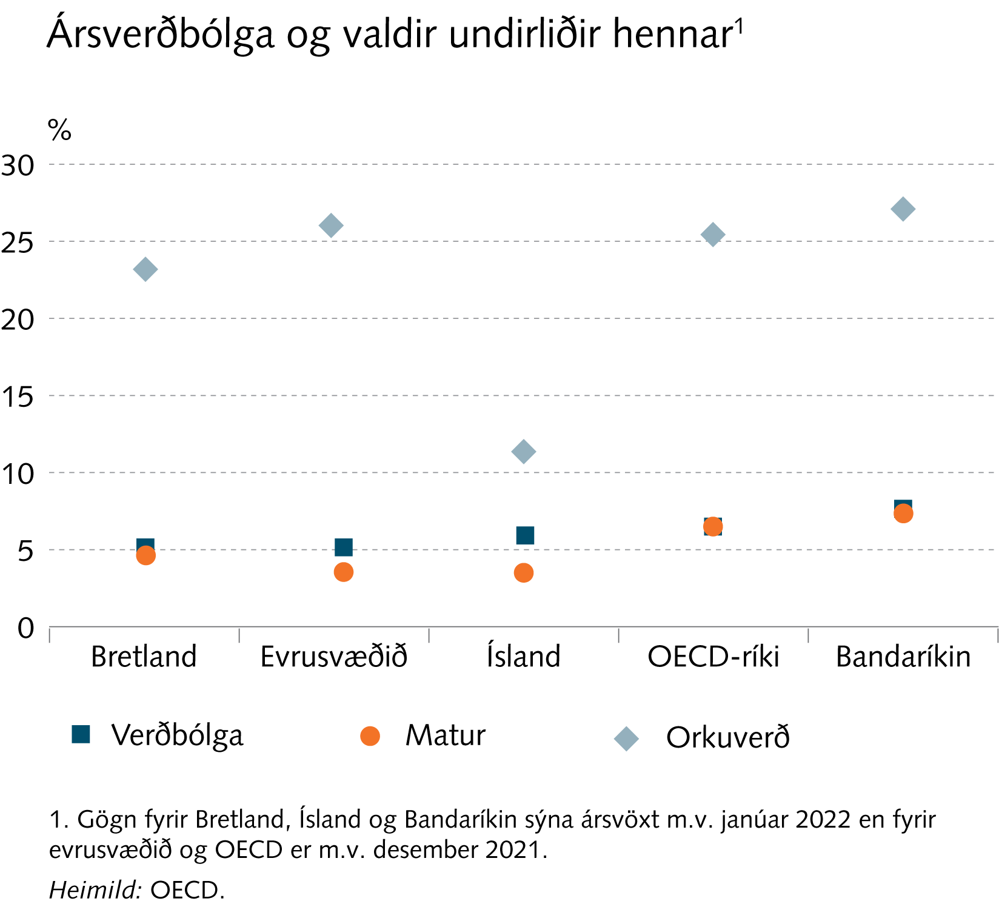 Ársverðbólga og valdir undirliðir hennar¹
%
30
25
20
15
10
5
0
Bretland Evrusvæðið Ísland OECD-ríki Bandaríkin
Verðbólga Matur Orkuverð
1. Gögn fyrir Bretland, Ísland og Bandaríkin sýna ársvöxt m.v. janúar 2022 en fyrir
evrusvæðið og OECD er m.v. desember 2021.
Heimild: OECD.